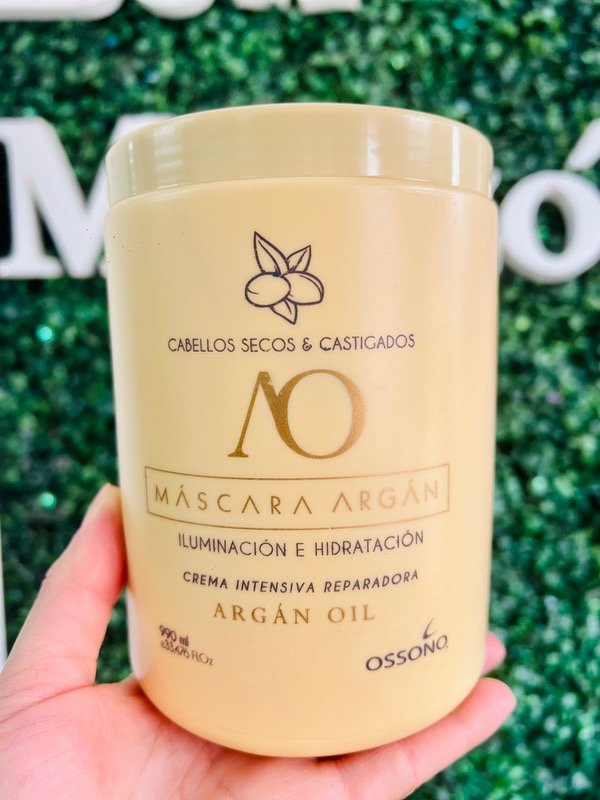 CABELLOS SECOS & CASTIGADOS
AO
MÁSCARA ARGÁN
ILUMINACIÓN E HIDRATACIÓN
CREMA INTENSIVA REPARADORA
ARGÁN OIL
990 ml
OSSONO